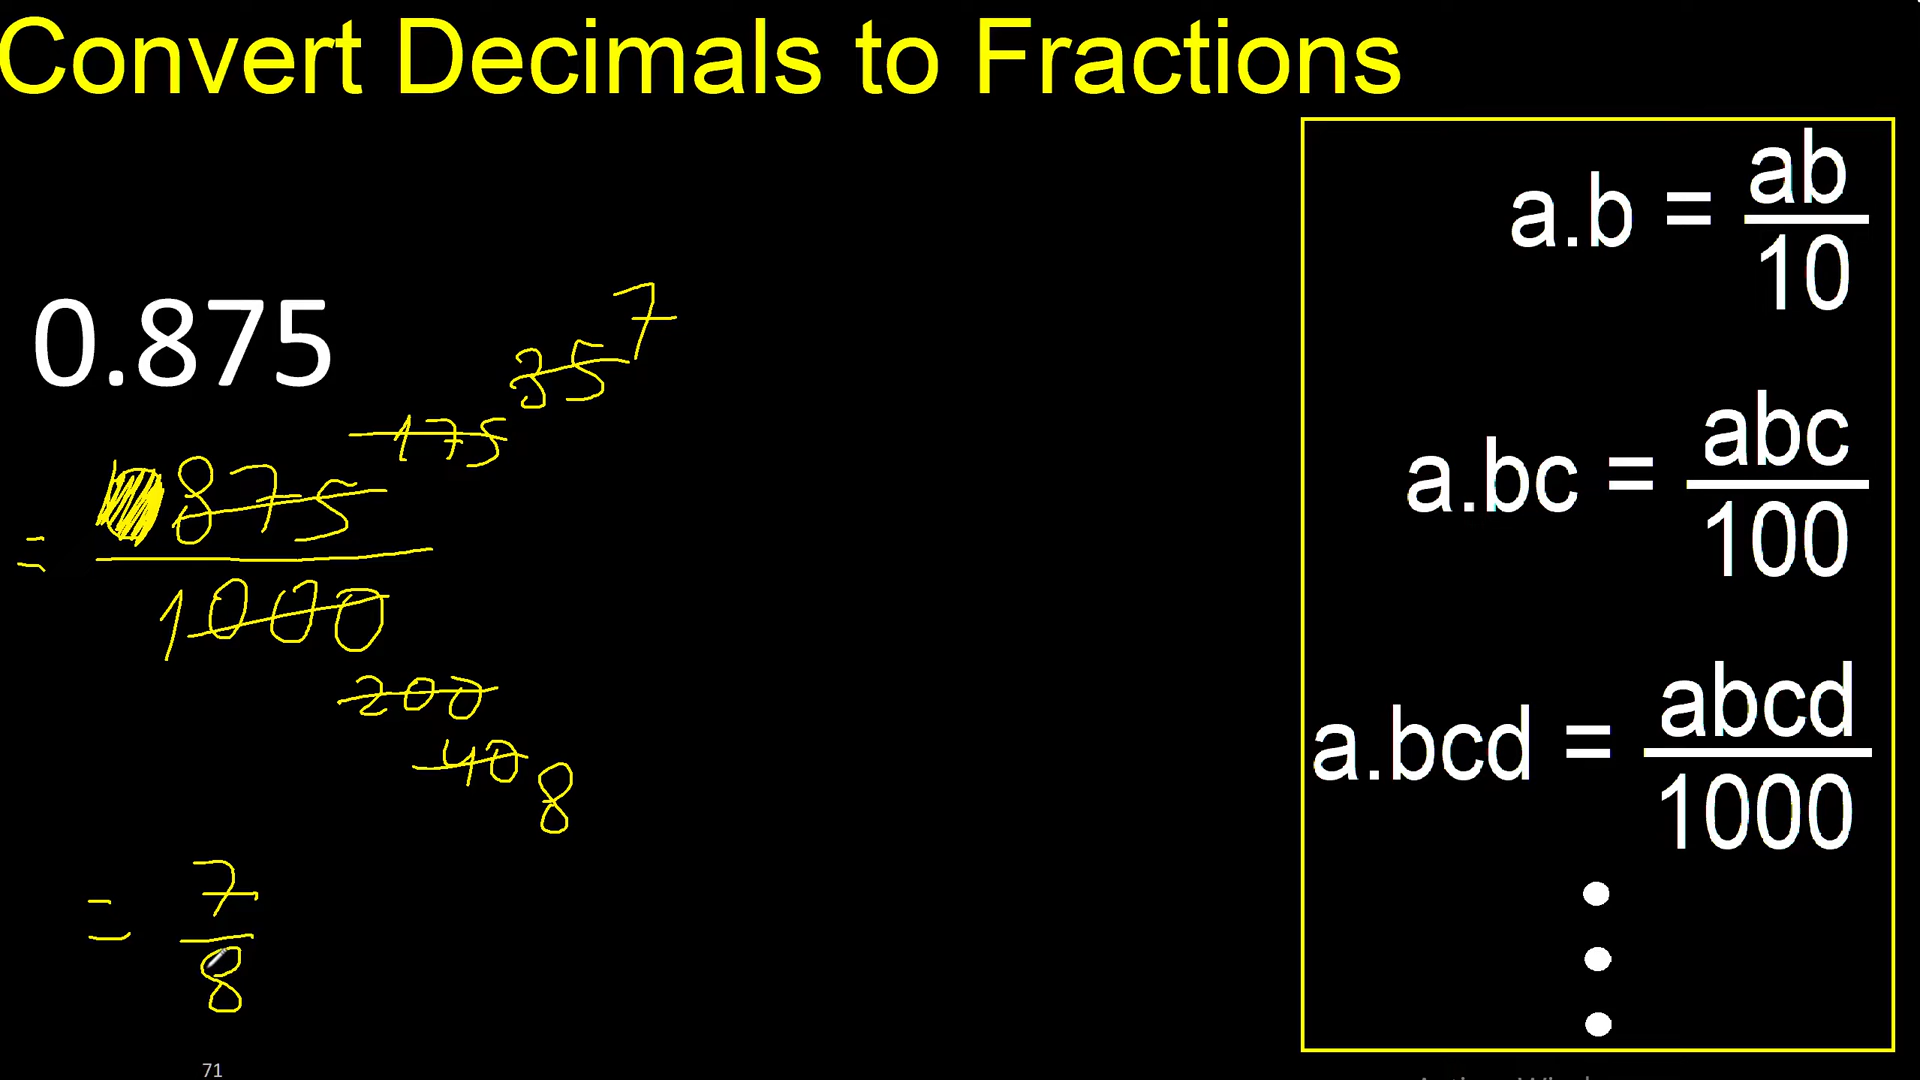 Convert Decimals to Fractions
0.875
= 0875/1000
175
35
7
200
40
8
= 7/8
a.b = ab/10
a.bc = abc/100
a.bcd = abcd/1000
71